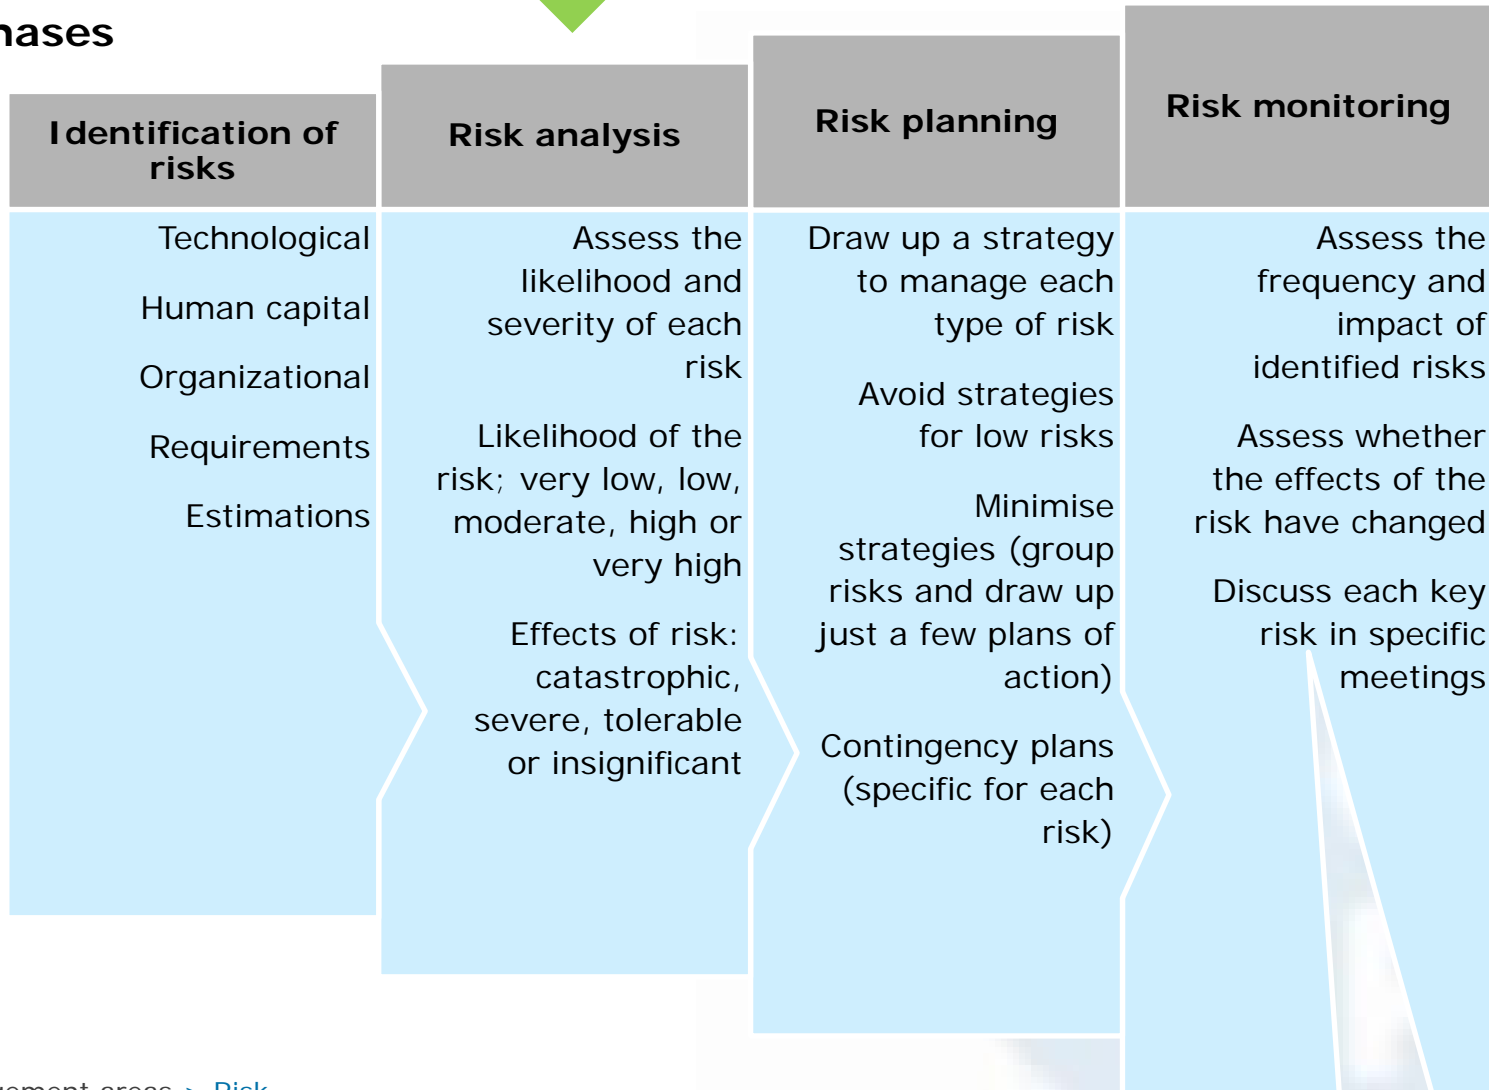 hases
Identification of
risks
Technological
Human capital
Organizational
Requirements
Estimations
Risk analysis
Assess the
likelihood and
severity of each
risk
Likelihood of the
risk; very low, low,
moderate, high or
very high
Effects of risk:
catastrophic,
severe, tolerable
or insignificant
Risk planning
Draw up a strategy
to manage each
type of risk
Avoid strategies
for low risks
Minimise
strategies (group
risks and draw up
just a few plans of
action)
Contingency plans
(specific for each
risk)
Risk monitoring
Assess the
frequency and
impact of
identified risks
Assess whether
the effects of the
risk have changed
Discuss each key
risk in specific
meetings
gement areas > Risk